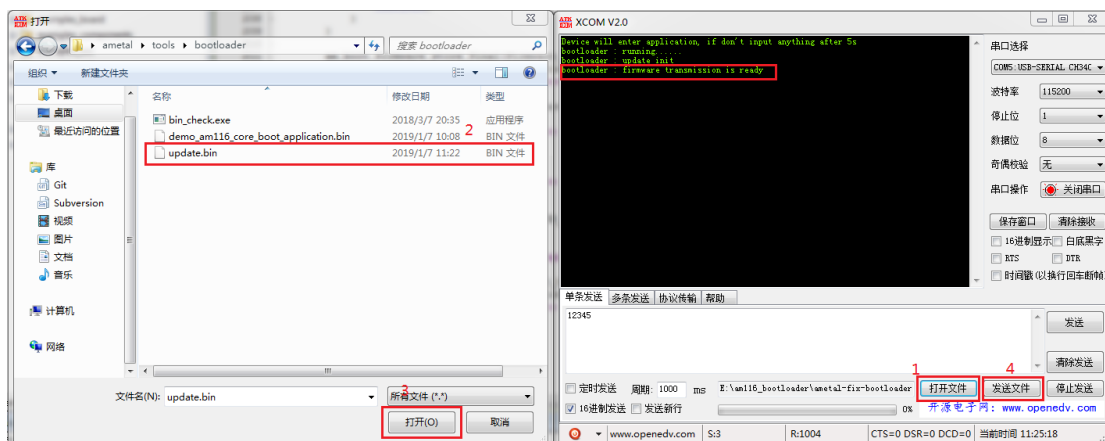 打开
ametal tools bootloader
搜索 bootloader
组织 新建文件夹
名称 修改日期 类型
下载
桌面
最近访问的位置
库
Git
Subversion
视频
图片
文档
音乐
计算机
网络
bin_check.exe 2018/3/7 20:35 应用程序
demo_am116_core_boot_application.bin 2019/1/7 10:08 BIN 文件
2
update.bin 2019/1/7 11:22 BIN 文件
文件名(N): update.bin
所有文件 (*.*)
3
打开(O) 取消
ATK XCOM XCOM V2.0
Device will enter application, if don't input anything after 5s
bootloader : running......
bootloader : update init
bootloader : firmware transmission is ready
串口选择
COM5:USB-SERIAL CH34C
波特率 115200
停止位 1
数据位 8
奇偶校验 无
串口操作 关闭串口
保存窗口 清除接收
16进制显示 白底黑字
RTS DTR
时间戳(以换行回车断帧)
单条发送 多条发送 协议传输 帮助
12345
发送
清除发送
1 4
定时发送 周期: 1000 ms E:\am116_bootloader\ametal-fix-bootloader 打开文件 发送文件 停止发送
16进制发送 发送新行 0% 开源电子网: www.openedv.com
www.openedv.com S:3 R:1004 CTS=0 DSR=0 DCD=0 当前时间 11:25:18